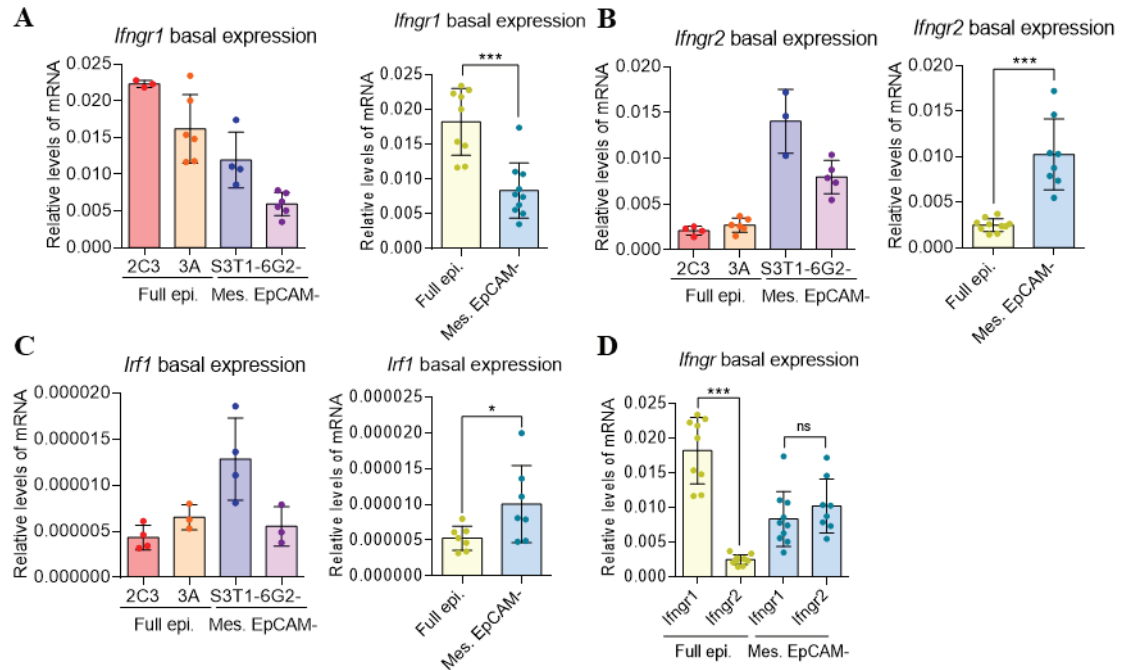 A
Ifngr1 basal expression
Relative levels of mRNA
0.025
0.020
0.015
0.010
0.005
0.000
2C3 3A S3T1-6G2-
Full epi. Mes. EpCAM-
Ifngr1 basal expression
Relative levels of mRNA
0.025
0.020
0.015
0.010
0.005
0.000
***
Full epi.
Mes. EpCAM-
B
Ifngr2 basal expression
Relative levels of mRNA
0.020
0.015
0.010
0.005
0.000
2C3 3A S3T1-6G2-
Full epi. Mes. EpCAM-
Ifngr2 basal expression
Relative levels of mRNA
0.020
0.015
0.010
0.005
0.000
***
Full epi.
Mes. EpCAM-
C
Irf1 basal expression
Relative levels of mRNA
0.000020
0.000015
0.000010
0.000005
0.000000
2C3 3A S3T1-6G2-
Full epi. Mes. EpCAM-
Irf1 basal expression
Relative levels of mRNA
0.000025
0.000020
0.000015
0.000010
0.000005
0.000000
*
Full epi.
Mes. EpCAM-
D
Ifngr basal expression
Relative levels of mRNA
0.025
0.020
0.015
0.010
0.005
0.000
***
ns
Ifngr1
Ifngr2
Ifngr1
Ifngr2
Full epi. Mes. EpCAM-